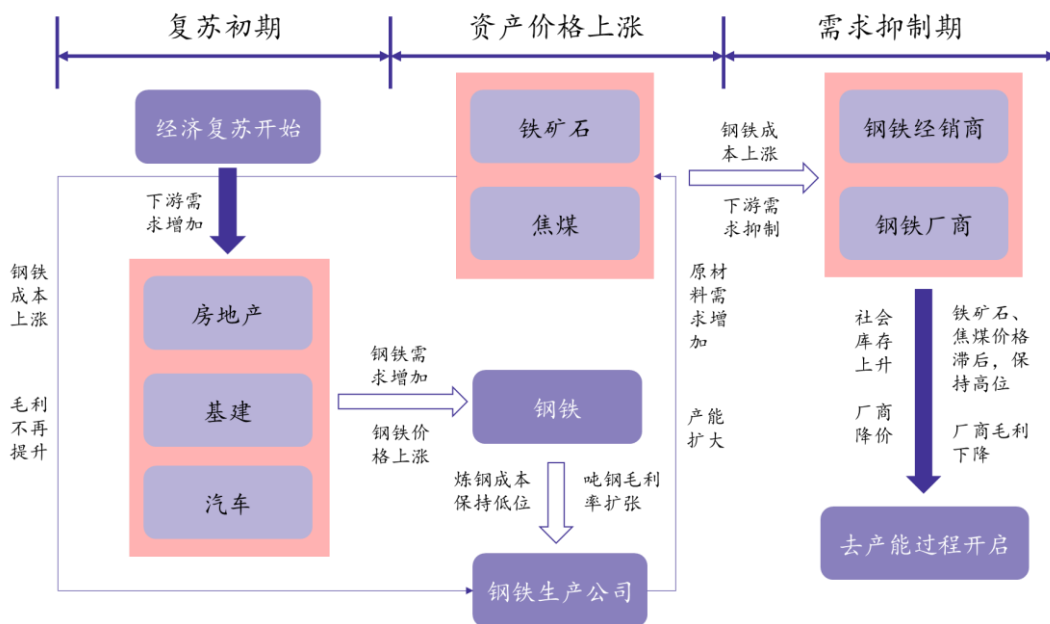 复苏初期
资产价格上涨
需求抑制期
经济复苏开始
下游需
求增加
房地产
基建
汽车
钢铁
成本
上涨
毛利
不再
提升
钢铁需
求增加
钢铁价
格上涨
铁矿石
焦煤
钢铁
炼钢成本
保持低位
吨钢毛利
率扩张
钢铁生产公司
原材
料需
求增
加
产能
扩大
钢铁成
本上涨
下游需
求抑制
钢铁经销商
钢铁厂商
社会
库存
上升
厂商
降价
铁矿石、
焦煤价格
滞后，保
持高位
厂商毛利
下降
去产能过程开启